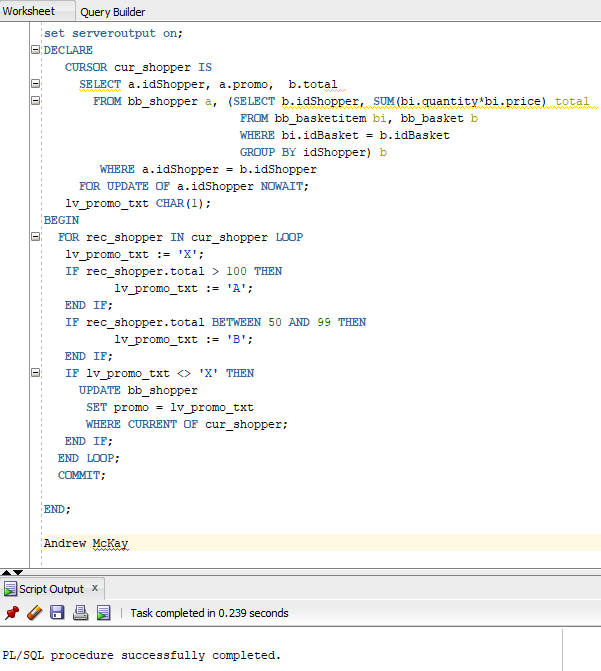 Worksheet Query Builder
set serveroutput on;
DECLARE
CURSOR cur_shopper IS
SELECT a.idShopper, a.promo, b.total
FROM bb_shopper a, (SELECT b.idShopper, SUM(bi.quantity*bi.price) total
FROM bb_basketitem bi, bb_basket b
WHERE bi.idBasket = b.idBasket
GROUP BY idShopper) b
WHERE a.idShopper = b.idShopper
FOR UPDATE OF a.idShopper NOWAIT;
lv_promo_txt CHAR(1);
BEGIN
FOR rec_shopper IN cur_shopper LOOP
lv_promo_txt := 'X';
IF rec_shopper.total > 100 THEN
lv_promo_txt := 'A';
END IF;
IF rec_shopper.total BETWEEN 50 AND 99 THEN
lv_promo_txt := 'B';
END IF;
IF lv_promo_txt <> 'X' THEN
UPDATE bb_shopper
SET promo = lv_promo_txt
WHERE CURRENT OF cur_shopper;
END IF;
END LOOP;
COMMIT;
END;
Andrew McKay
Script Output x
Task completed in 0.239 seconds
PL/SQL procedure successfully completed.